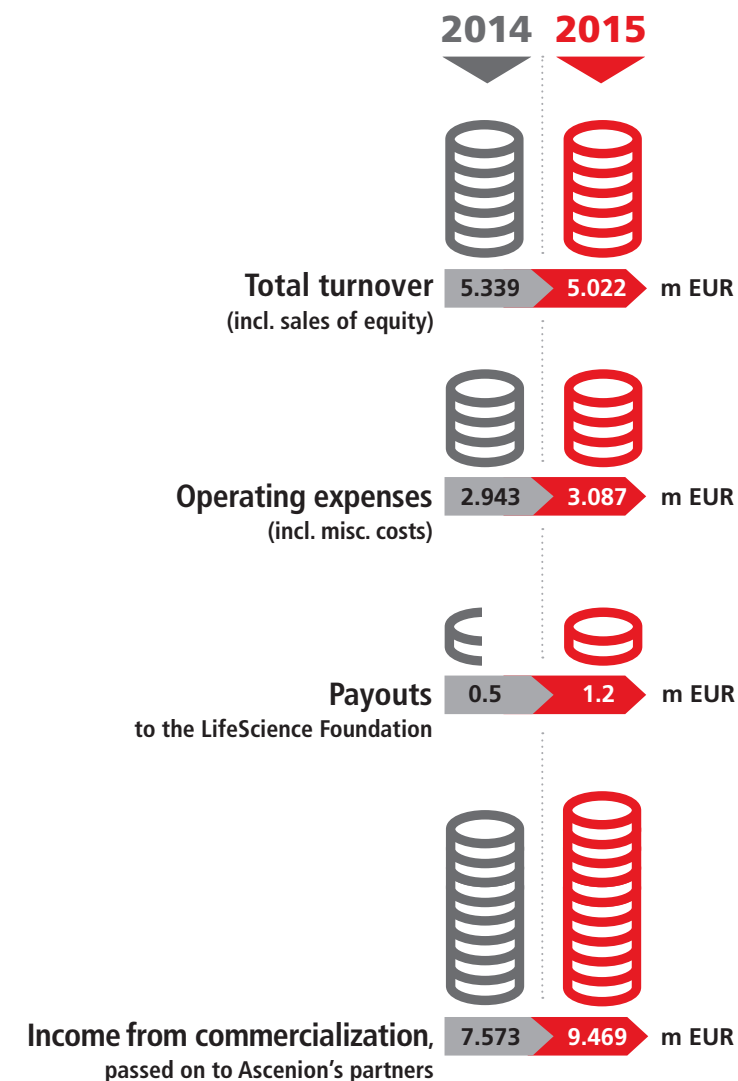 2014 2015
Total turnover 5.339 5.022 m EUR
(incl. sales of equity)
Operating expenses 2.943 3.087 m EUR
(incl. misc. costs)
Payouts 0.5 1.2 m EUR
to the LifeScience Foundation
Income from commercialization, 7.573 9.469 m EUR
passed on to Ascenion's partners